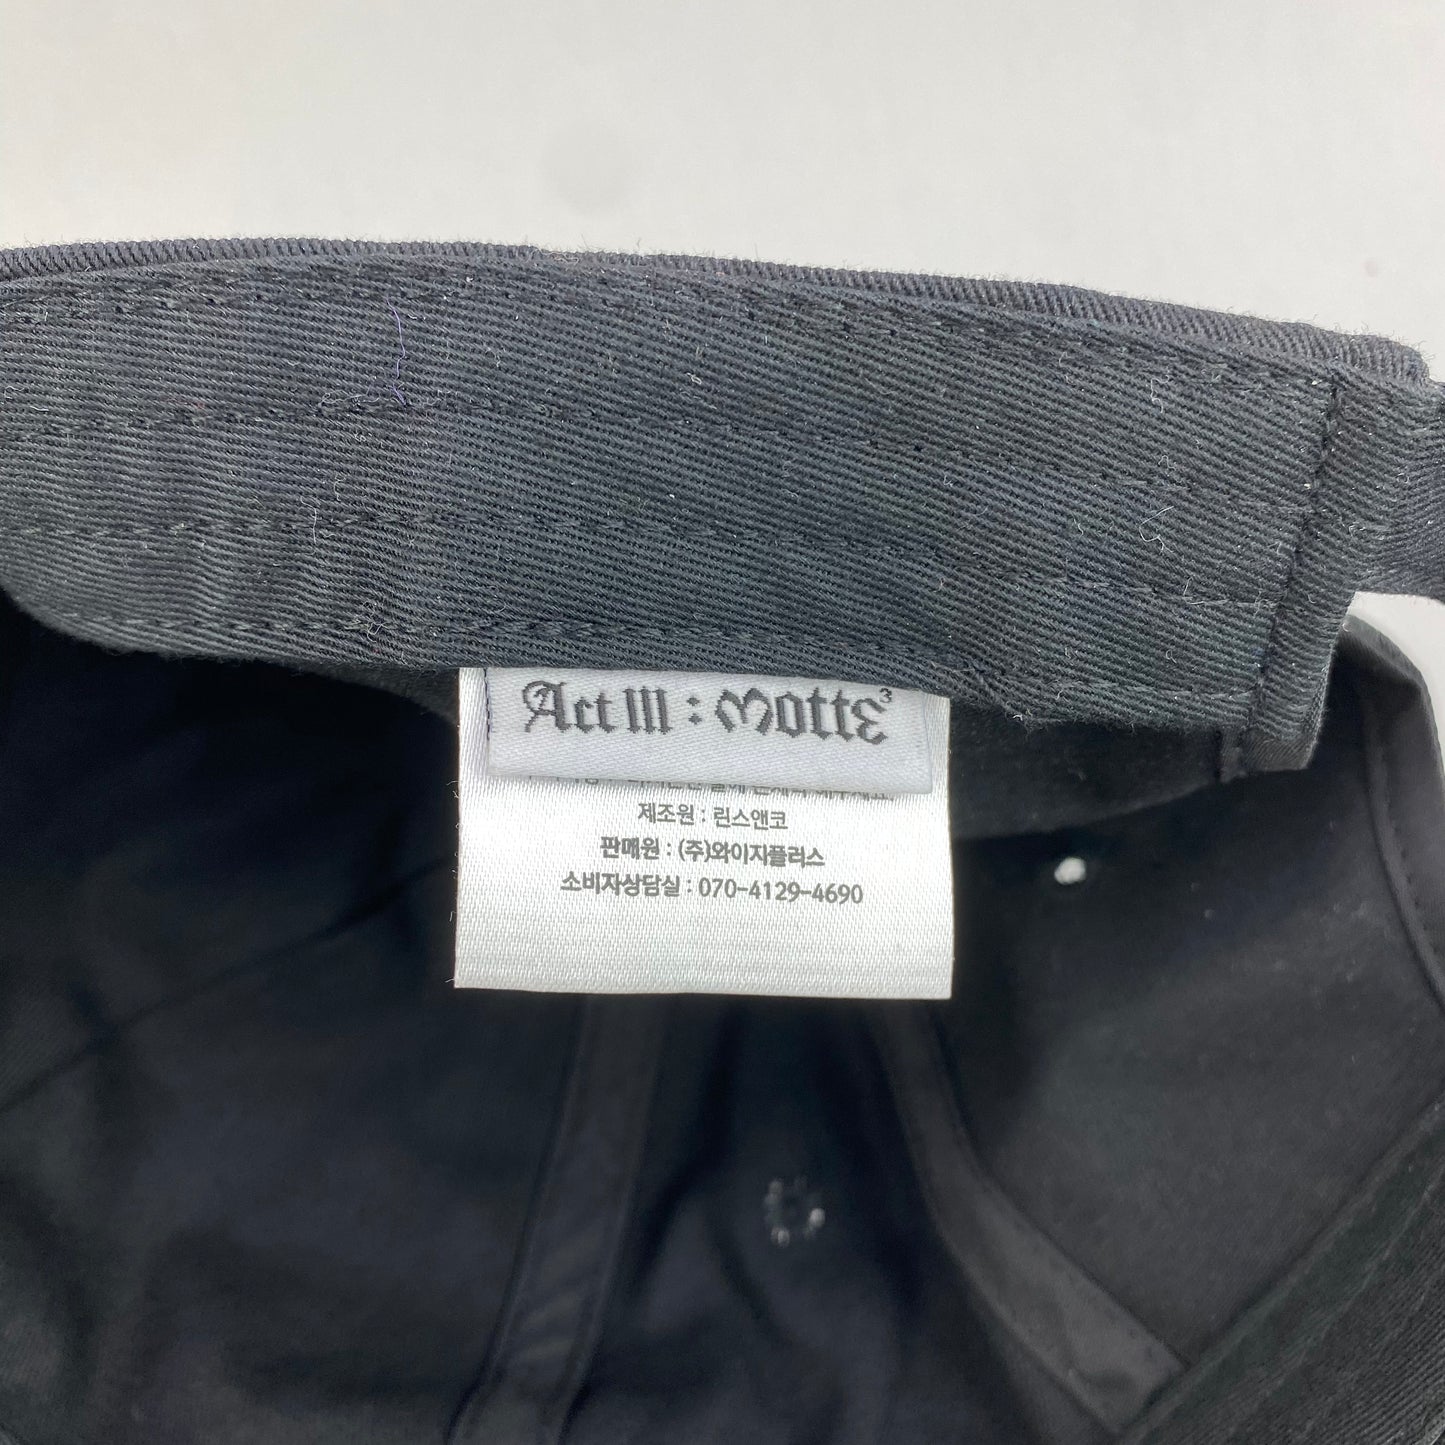 Act III : Motte³
제조원 : 린스앤코
판매원 : (주)와이지플러스
소비자상담실 : 070-4129-4690